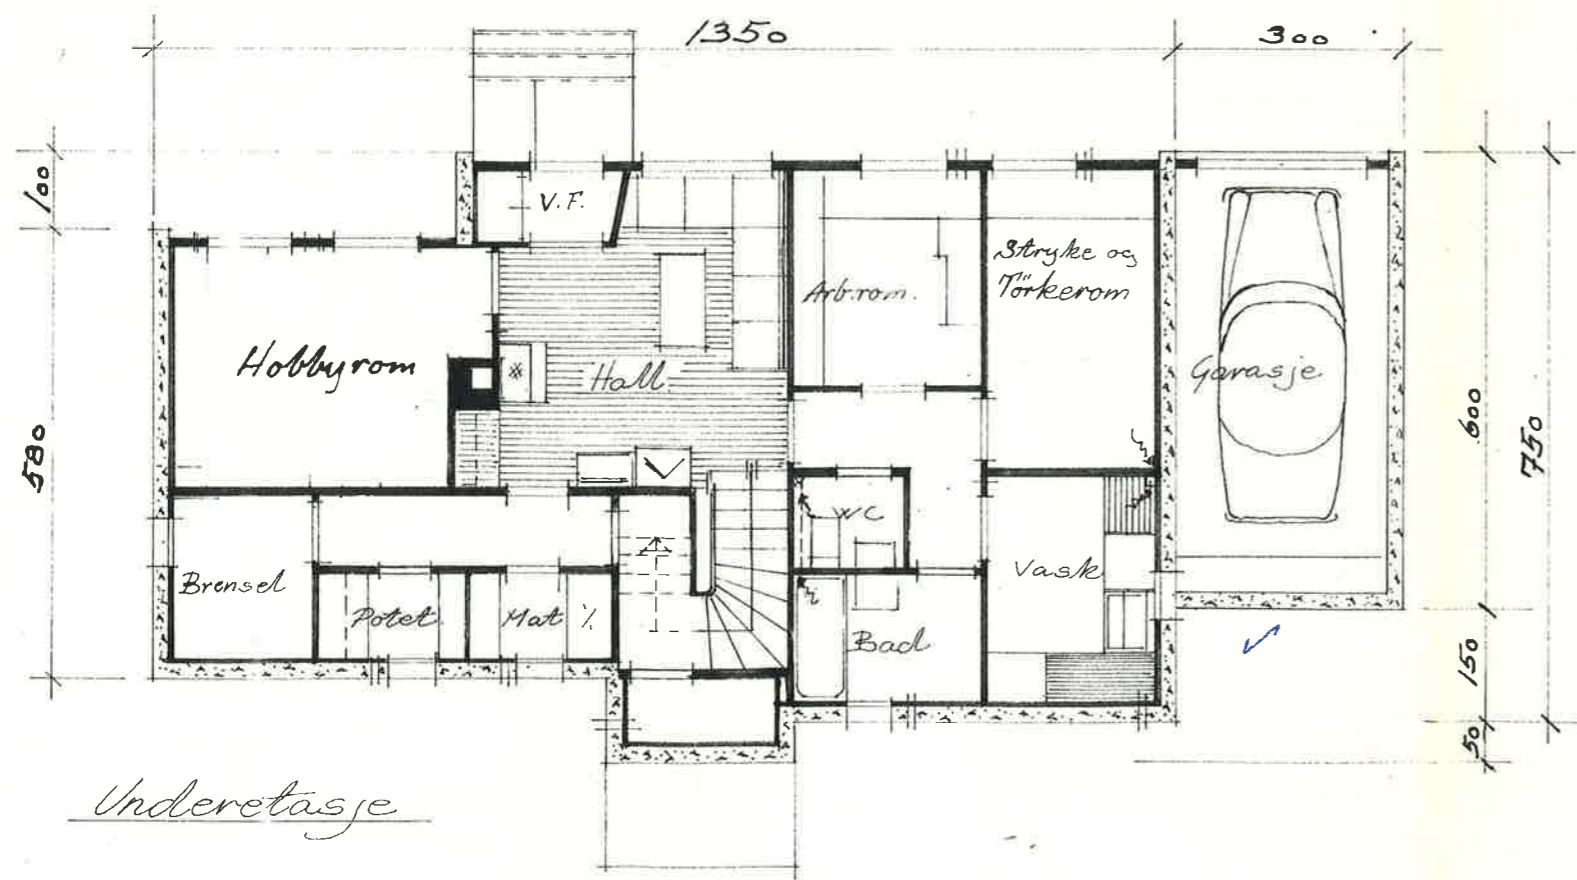 1350
300
100
V.F.
Stryke og
Törkerom
Arb.rom.
Hobbyrom
Hall.
Garasje
580
600
750
WC
Vask
Brensel
Potet
Mat %
Bad
150
50
Underetasje